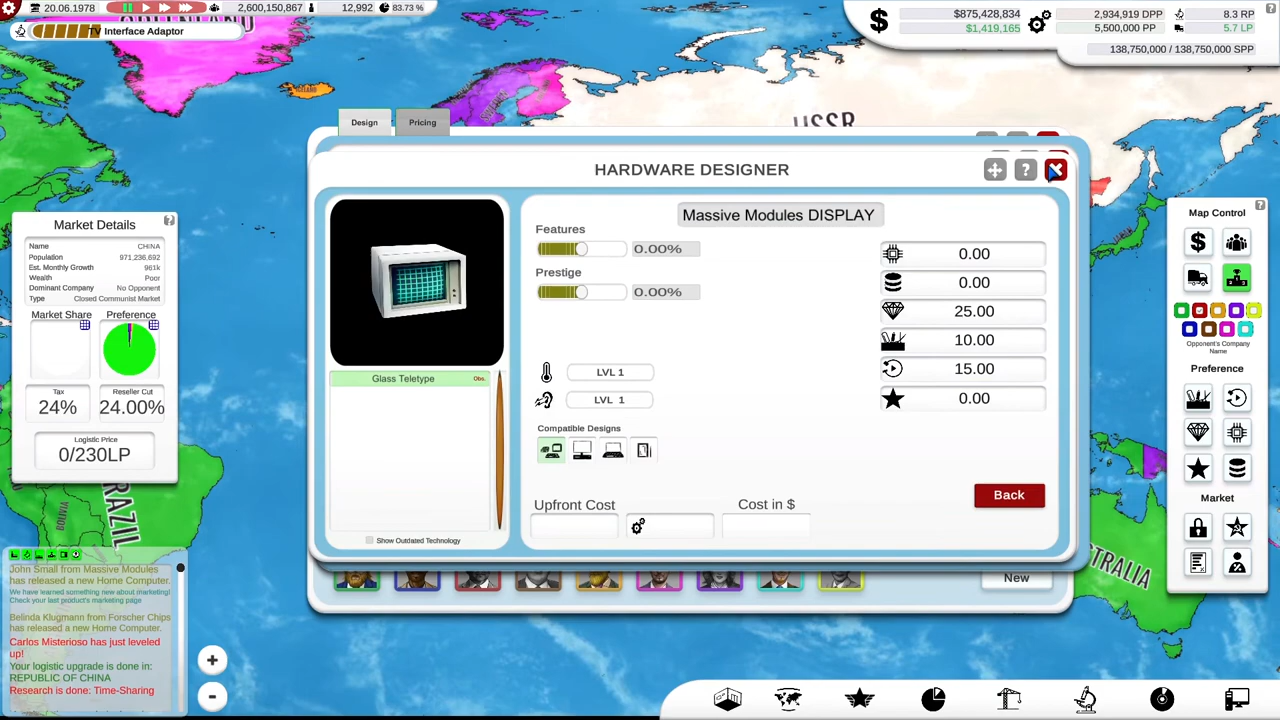 20.06.1978
2,600,150,867
12,992
83.73 %
TV Interface Adaptor
$
$875,428,834
$1,419,165
2,934,919 DPP
5,500,000 PP
8.3 RP
5.7 LP
138,750,000 / 138,750,000 SPP
USSR
Design
Pricing
HARDWARE DESIGNER
?
Massive Modules DISPLAY
Features
0.00%
Prestige
0.00%
LVL 1
LVL 1
Compatible Designs
Upfront Cost
Cost in $
0.00
0.00
25.00
10.00
15.00
0.00
Back
Glass Teletype
Obs.
Show Outdated Technology
New
Market Details
?
Name CHINA
Population 971,236,692
Est. Monthly Growth 961k
Wealth Poor
Dominant Company No Opponent
Type Closed Communist Market
Market Share
Preference
Tax
24%
Reseller Cut
24.00%
Logistic Price
0/230LP
BOLIVIA
John Small from Massive Modules
has released a new Home Computer.
We have learned something new about marketing!
Check your last product's marketing page
Belinda Klugmann from Forscher Chips
has released a new Home Computer.
Carlos Misterioso has just leveled
up!
Your logistic upgrade is done in:
REPUBLIC OF CHINA
Research is done: Time-Sharing
+
-
?
Map Control
$
Opponent's Company
Name
Preference
Market